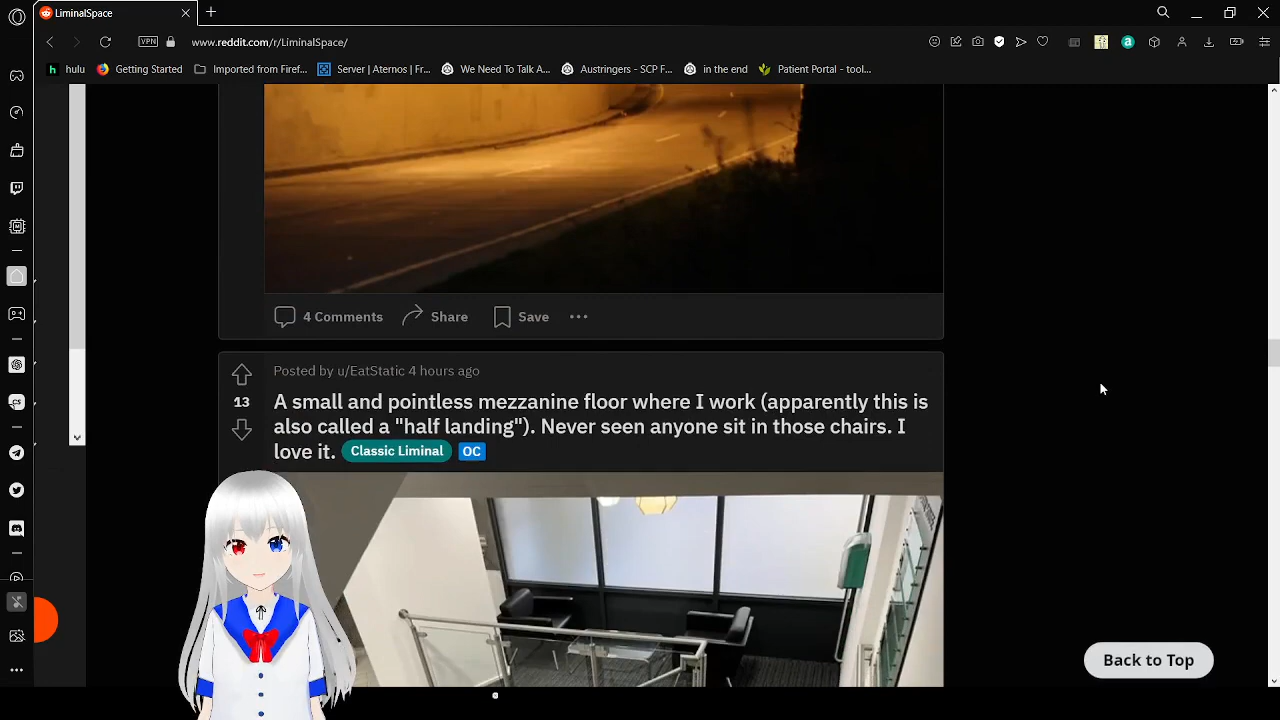 LiminalSpace
VPN
www.reddit.com/r/LiminalSpace/
h hulu Getting Started Imported from Firef... Server | Aternos | Fr... We Need To Talk A... Austringers - SCP F... in the end Patient Portal - tool...
4 Comments Share Save
Posted by u/EatStatic 4 hours ago
13
A small and pointless mezzanine floor where I work (apparently this is
also called a "half landing"). Never seen anyone sit in those chairs. I
love it. Classic Liminal OC
Back to Top